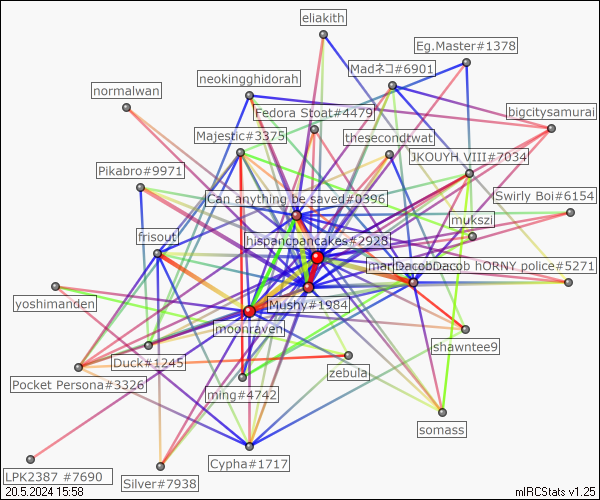 eliakith
Eg.Master#1378
Madネコ#6901
neokingghidorah
normalwan
Fedora Stoat#4479
bigcitysamurai
Majestic#3375
thesecondtwat
JKOUYH VIII#7034
Pikabro#9971
Can anything be saved#0396
Swirly Boi#6154
mukszi
frisout
hispancpancakes#2928
DacobDacob
hORNY police#5271
yoshimanden
Mushy#1984
moonraven
shawntee9
Duck#1245
zebula
Pocket Persona#3326
ming#4742
somass
Cypha#1717
LPK2387 #7690
Silver#7938
20.5.2024 15:58
mIRCStats v1.25